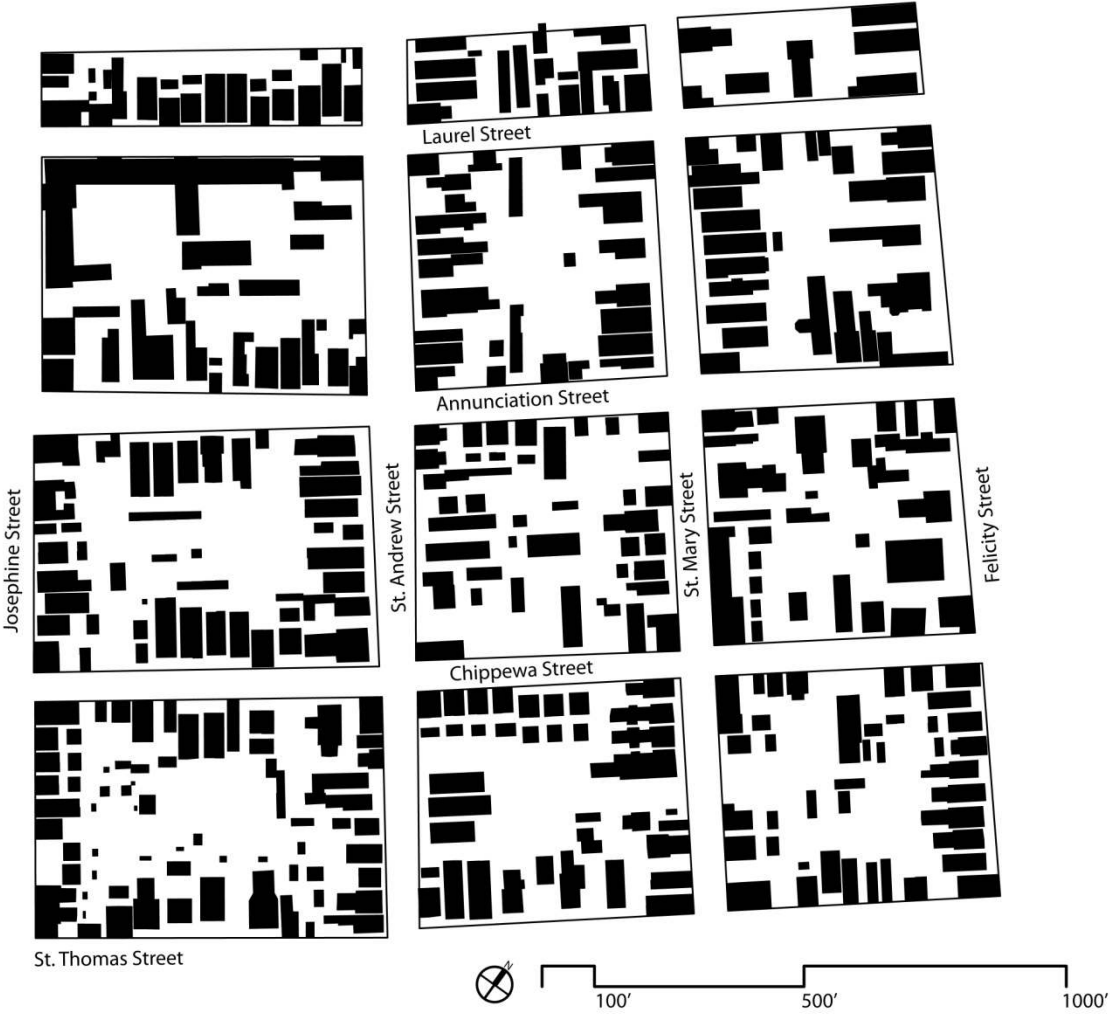 Laurel Street
Annunciation Street
Josephine Street
St. Andrew Street
St. Mary Street
Felicity Street
Chippewa Street
St. Thomas Street
N
100'
500'
1000'